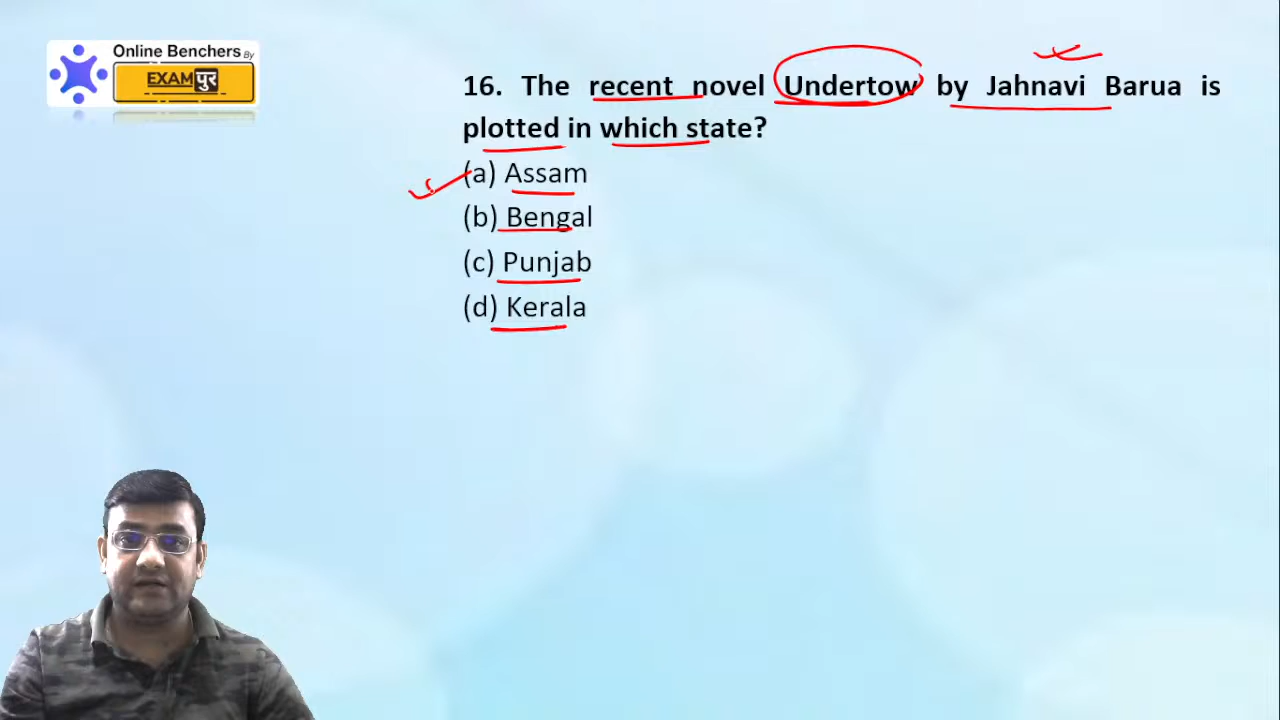 Online Benchers By
EXAMपुर
16. The recent novel Undertow by Jahnavi Barua is
plotted in which state?
(a) Assam
(b) Bengal
(c) Punjab
(d) Kerala